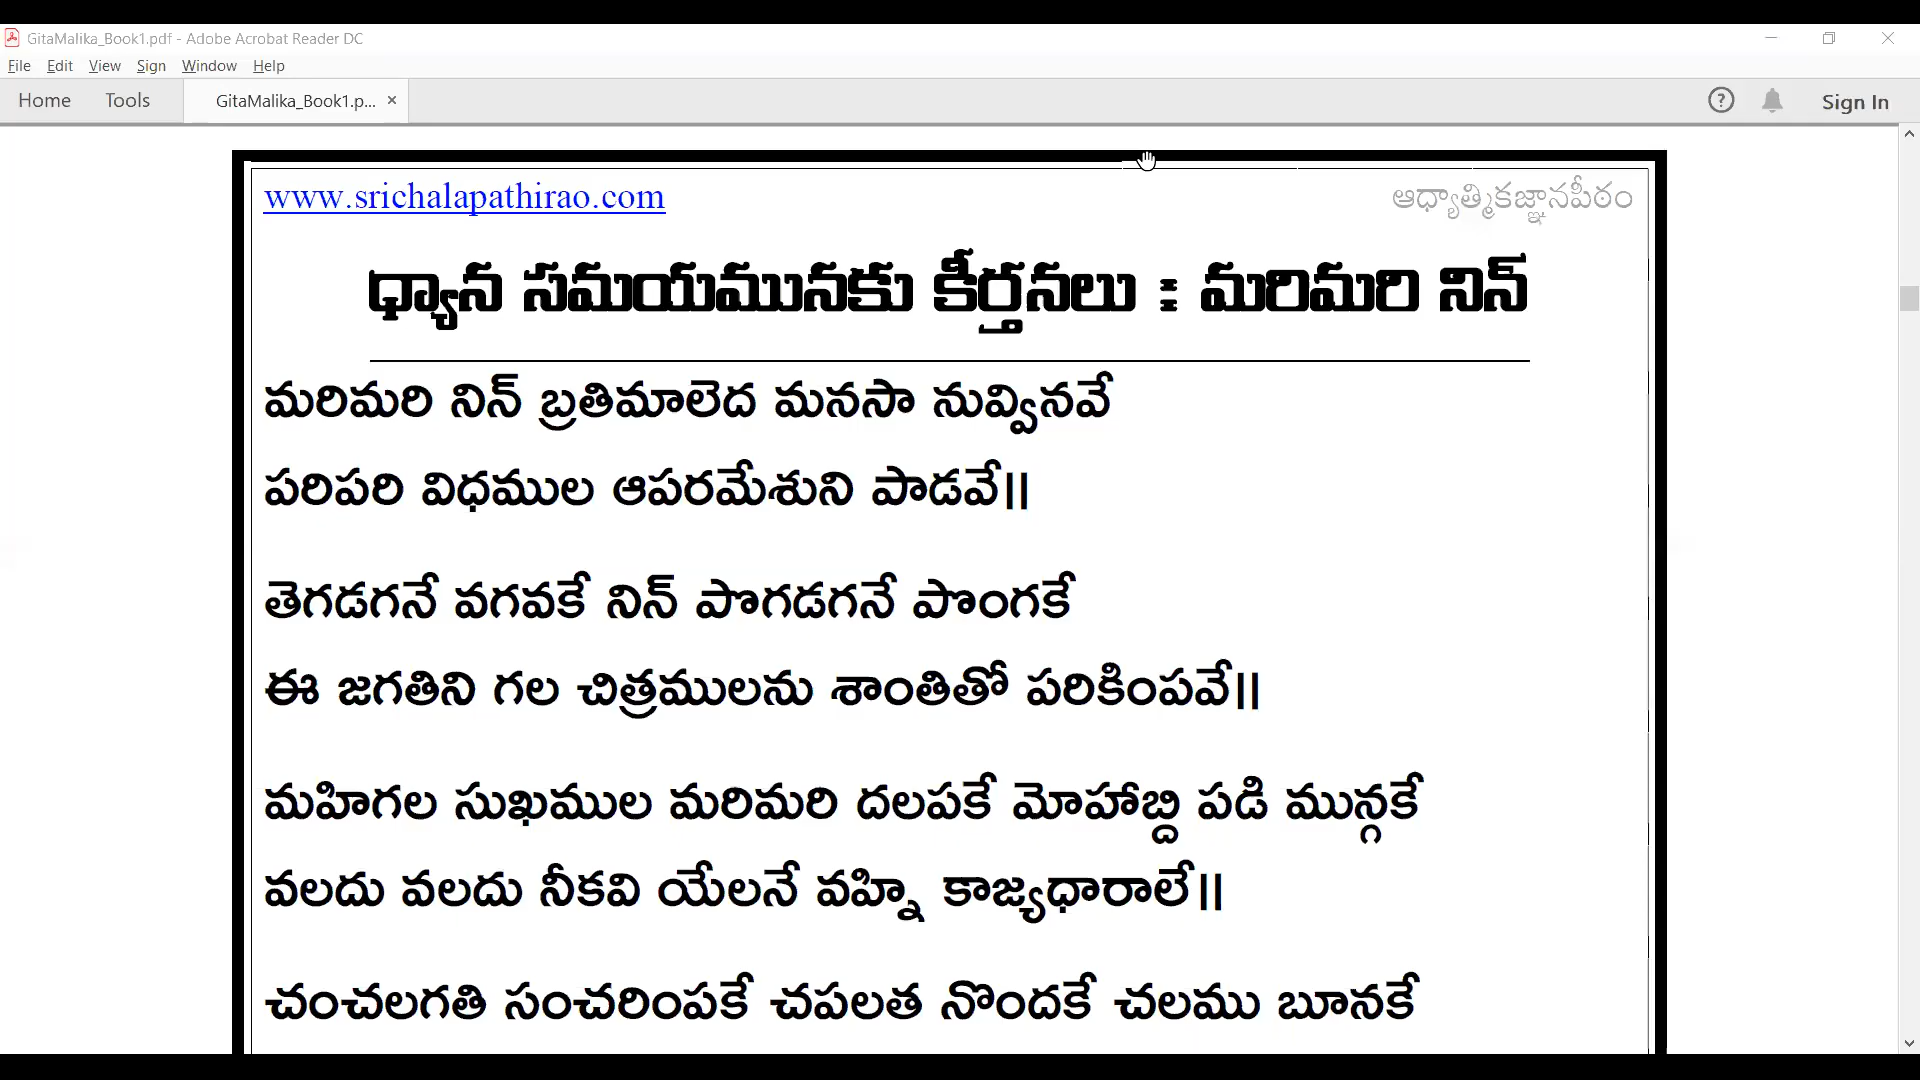 GitaMalika_Book1.pdf - Adobe Acrobat Reader DC
File Edit View Sign Window Help
Home Tools GitaMalika_Book1.p... × Sign In
www.srichalapathirao.com ఆధ్యాత్మికజ్ఞానపీఠం
ధ్యాన సమయమునకు కీర్తనలు : మరిమరి నిన్
మరిమరి నిన్ బ్రతిమాలెద మనసా నువ్వినవే
పరిపరి విధముల ఆపరమేశుని పాడవే||
తెగడగనే వగవకే నిన్ పొగడగనే పొంగకే
ఈ జగతిని గల చిత్రములను శాంతితో పరికింపవే||
మహిగల సుఖముల మరిమరి దలపకే మోహాబ్ది పడి మున్గకే
వలదు వలదు నీకవి యేలనే వహ్ని కాజ్యధారాలే||
చంచలగతి సంచరింపకే చపలత నొందకే చలము బూనకే